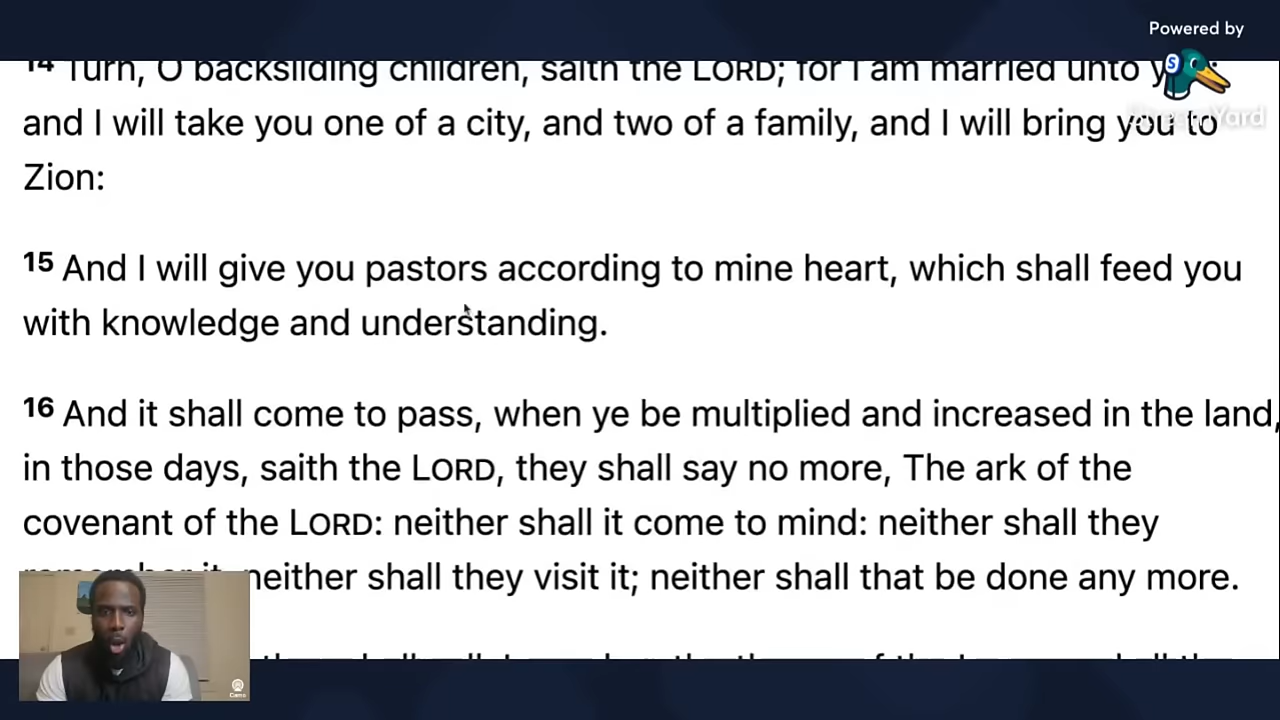 Powered by
14 Turn, O backsliding children, saith the LORD; for I am married unto
and I will take you one of a city, and two of a family, and I will bring you to
Zion:
15 And I will give you pastors according to mine heart, which shall feed you
with knowledge and understanding.
16 And it shall come to pass, when ye be multiplied and increased in the land,
in those days, saith the LORD, they shall say no more, The ark of the
covenant of the LORD: neither shall it come to mind: neither shall they
remember it; neither shall they visit it; neither shall that be done any more.